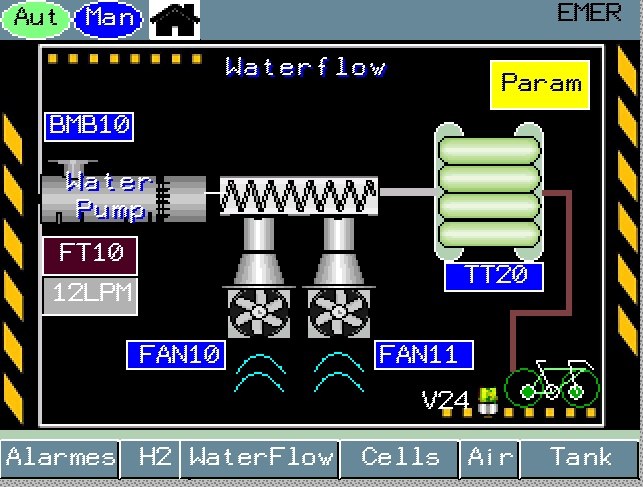 Aut Man EMER
Waterflow
Param
BMB10
Water
Pump
FT10
12LPM
TT20
FAN10 FAN11
V24
Alarmes H2 WaterFlow Cells Air Tank